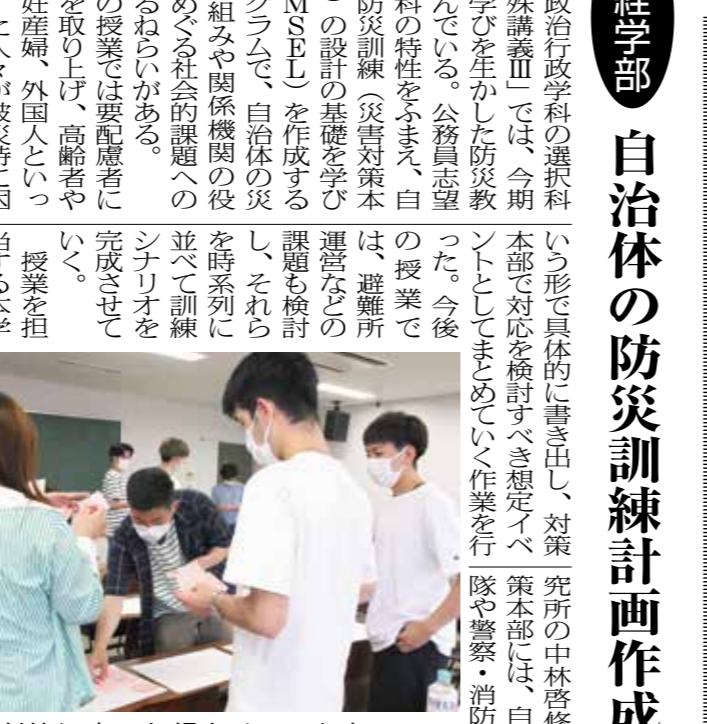 経学部
自治体の防災訓練計画作成
政治行政学科の選択科
殊講義Ⅲ」では、今期
学びを生かした防災教
んでいる。公務員志望
科の特性をふまえ、自
防災訓練(災害対策本
の設計の基礎を学び
MSEL)を作成する
グラムで、自治体の災
組みや関係機関の役
めぐる社会的課題への
るねらいがある。
の授業では要配慮者に
を取り上げ、高齢者や
妊産婦、外国人といっ
た人々が被災時に困
いう形で具体的に書き出し、対策
本部で対応を検討すべき想定イベ
ントとしてまとめていく作業を行
った。今後
の授業で
は、避難所
運営などの
課題も検討
し、それら
を時系列に
並べて訓練
シナリオを
完成させて
いく。
授業を担
当する本学
究所の中林啓修
策本部には、自
隊や警察・消防